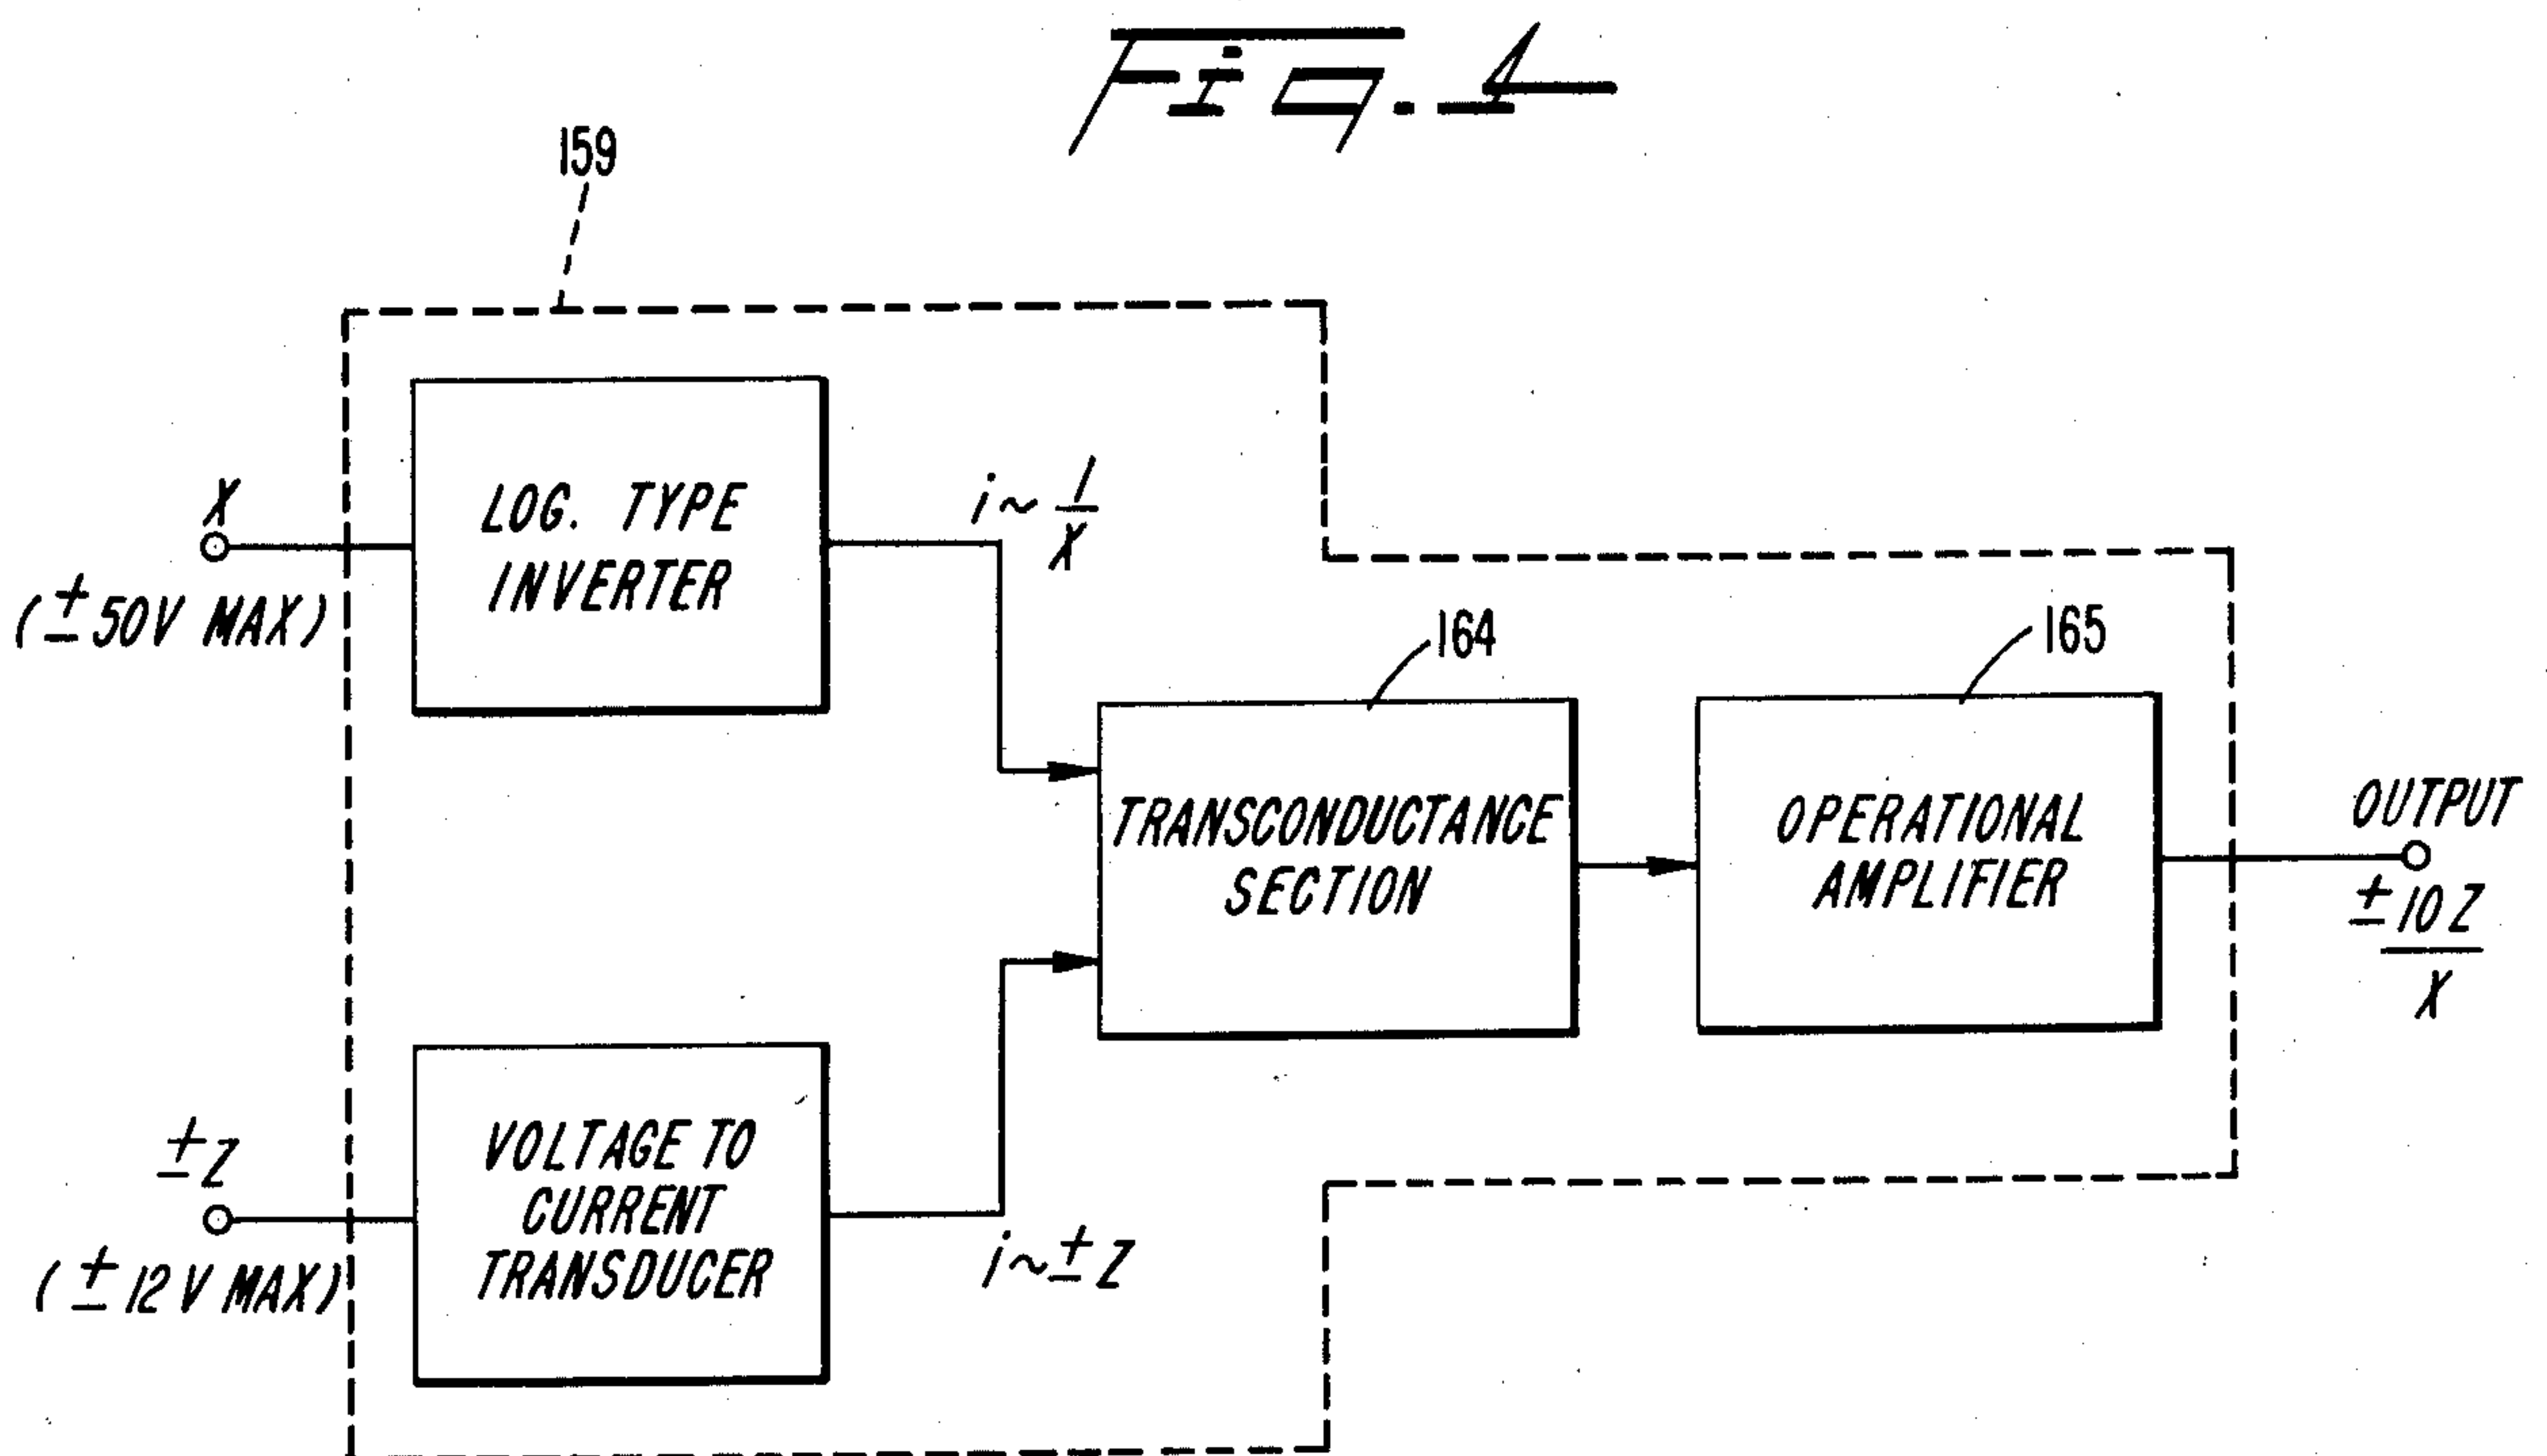 Fig. 1
159
X
(±50V MAX)
LOG. TYPE
INVERTER
i~ 1/X
164
165
TRANSCONDUCTANCE
SECTION
OPERATIONAL
AMPLIFIER
OUTPUT
±10Z
X
±Z
(±12V MAX)
VOLTAGE TO
CURRENT
TRANSDUCER
i~±Z